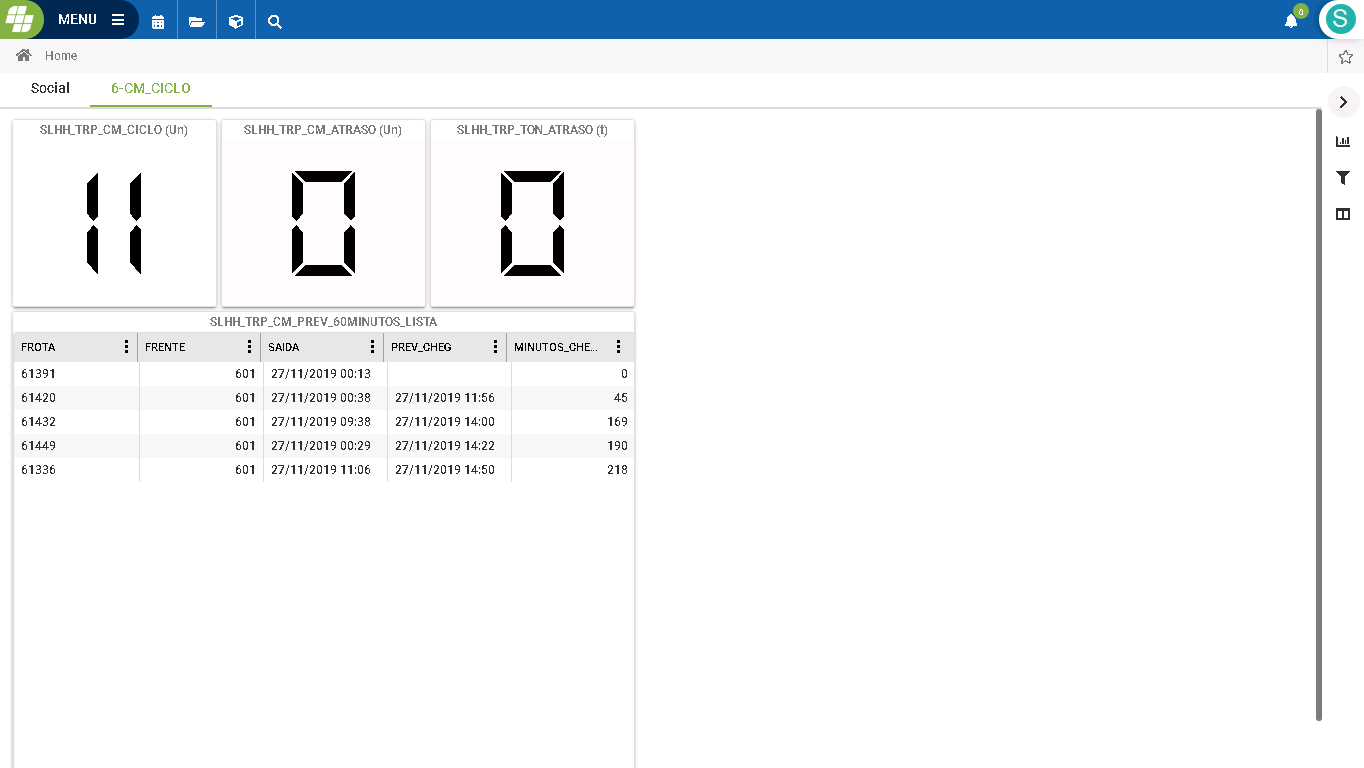 MENU
0
S
Home
Social 6-CM_CICLO
SLHH_TRP_CM_CICLO (Un) SLHH_TRP_CM_ATRASO (Un) SLHH_TRP_TON_ATRASO (t)
11 0 0
SLHH_TRP_CM_PREV_60MINUTOS_LISTA
FROTA FRENTE SAIDA PREV_CHEG MINUTOS_CHE...
61391 601 27/11/2019 00:13 0
61420 601 27/11/2019 00:38 27/11/2019 11:56 45
61432 601 27/11/2019 09:38 27/11/2019 14:00 169
61449 601 27/11/2019 00:29 27/11/2019 14:22 190
61336 601 27/11/2019 11:06 27/11/2019 14:50 218